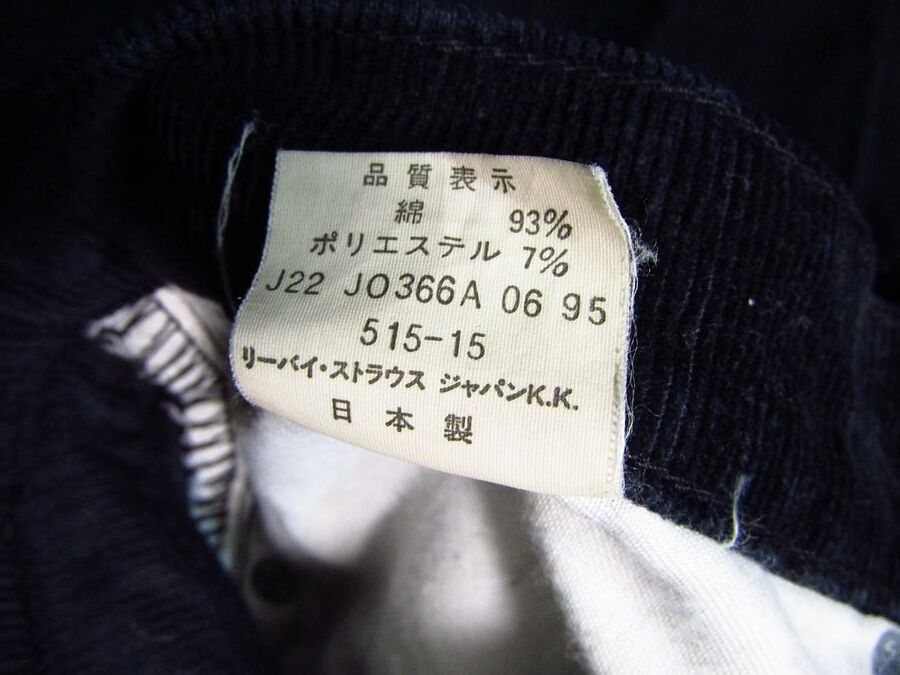 品質表示
綿 93%
ポリエステル 7%
J22 JO366A 06 95
515-15
リーバイ・ストラウス ジャパンK.K.
日本製